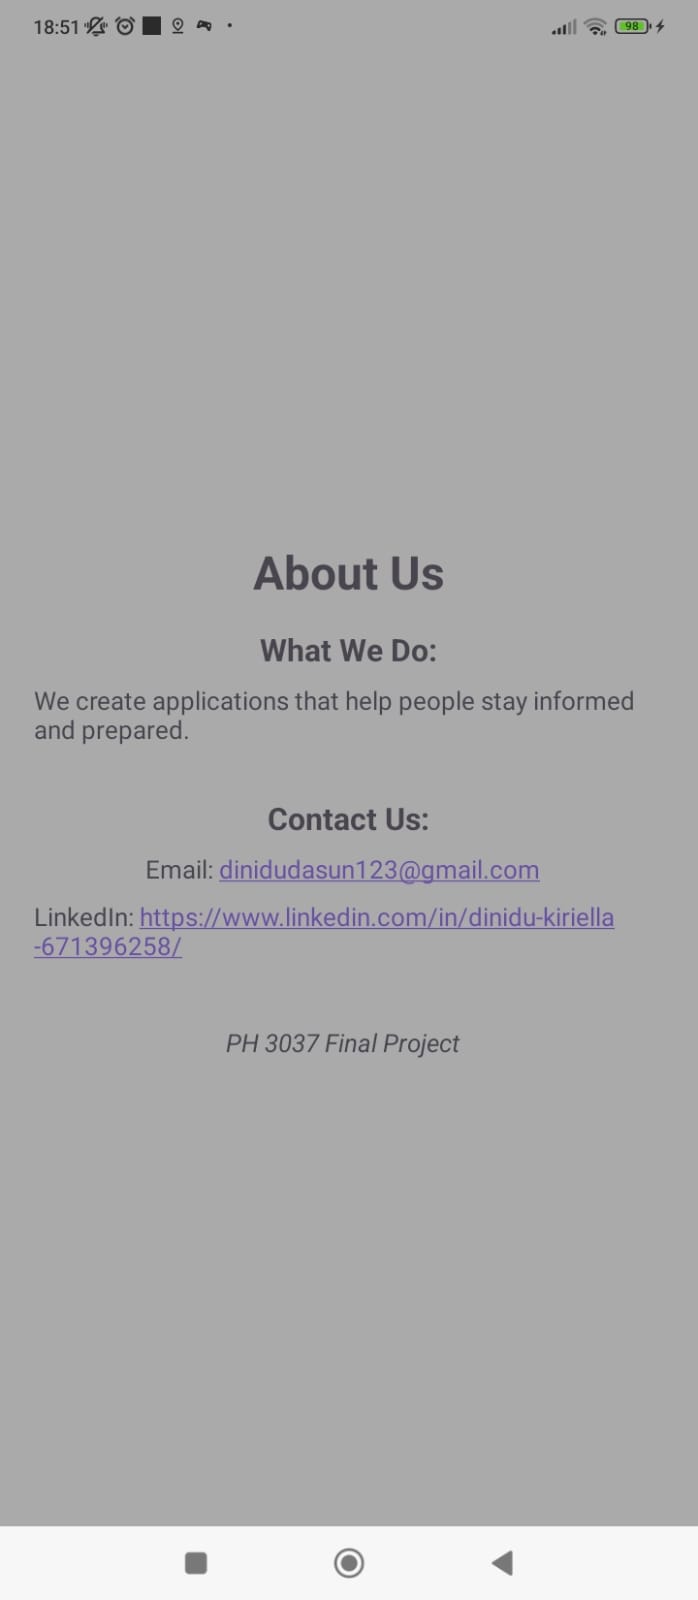 18:51
98
About Us
What We Do:
We create applications that help people stay informed
and prepared.
Contact Us:
Email: dinidudasun123@gmail.com
LinkedIn: https://www.linkedin.com/in/dinidu-kiriella
-671396258/
PH 3037 Final Project